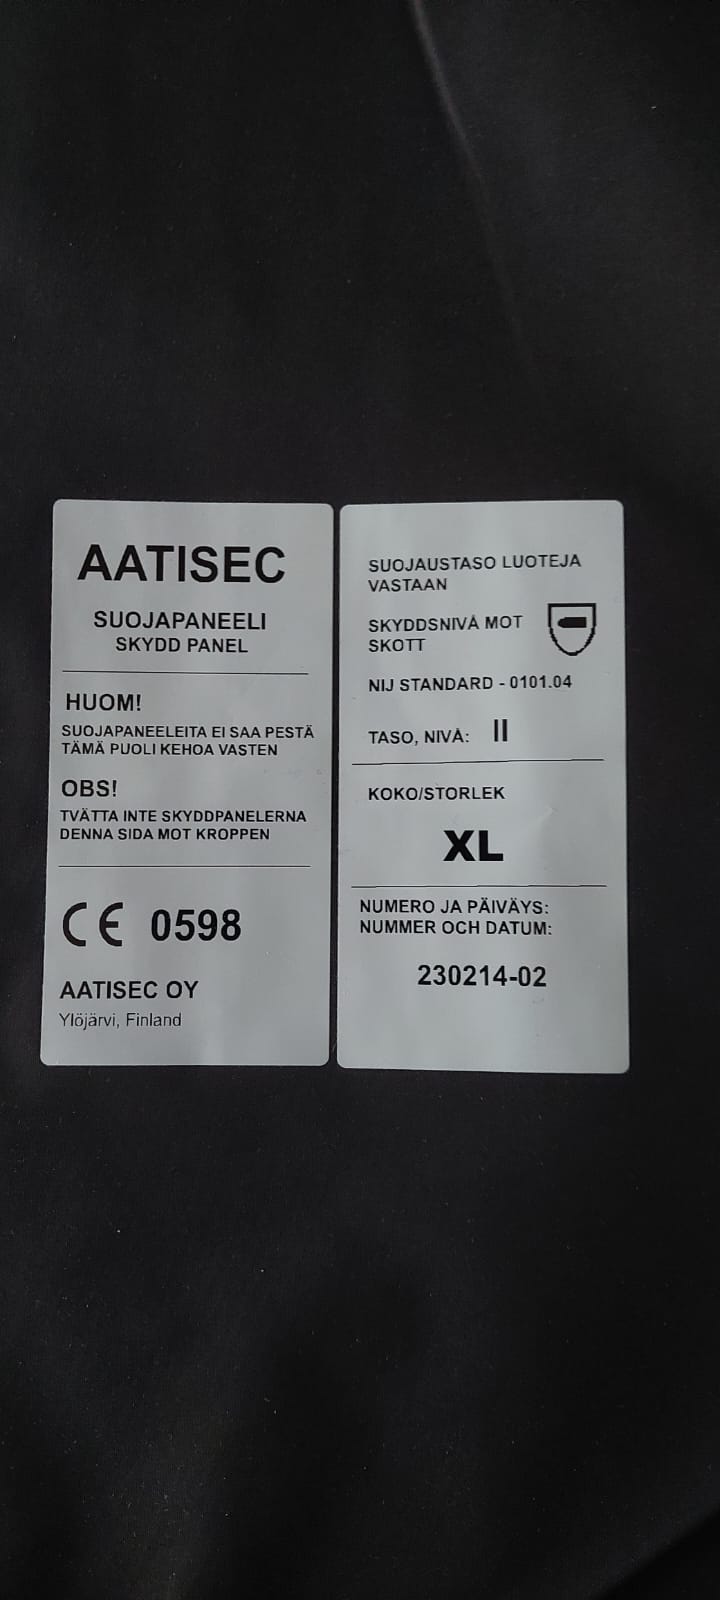 AATISEC
SUOJAPANEELI
SKYDD PANEL
HUOM!
SUOJAPANEELEITA EI SAA PESTÄ
TÄMÄ PUOLI KEHOA VASTEN
OBS!
TVÄTTA INTE SKYDDPANELERNA
DENNA SIDA MOT KROPPEN
CE 0598
AATISEC OY
Ylöjärvi, Finland
SUOJAUSTASO LUOTEJA
VASTAAN
SKYDDSNIVÅ MOT
SKOTT
NIJ STANDARD - 0101.04
TASO, NIVÅ: II
KOKO/STORLEK
XL
NUMERO JA PÄIVÄYS:
NUMMER OCH DATUM:
230214-02